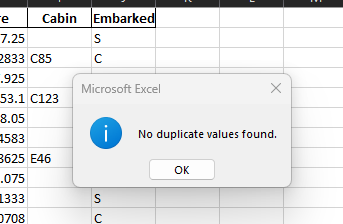 re Cabin Embarked
7.25 S
2833 C85 C
.925
53.1 C123
8.05
4583
8625 E46
.075
1333 S
0708 C
Microsoft Excel
No duplicate values found.
OK